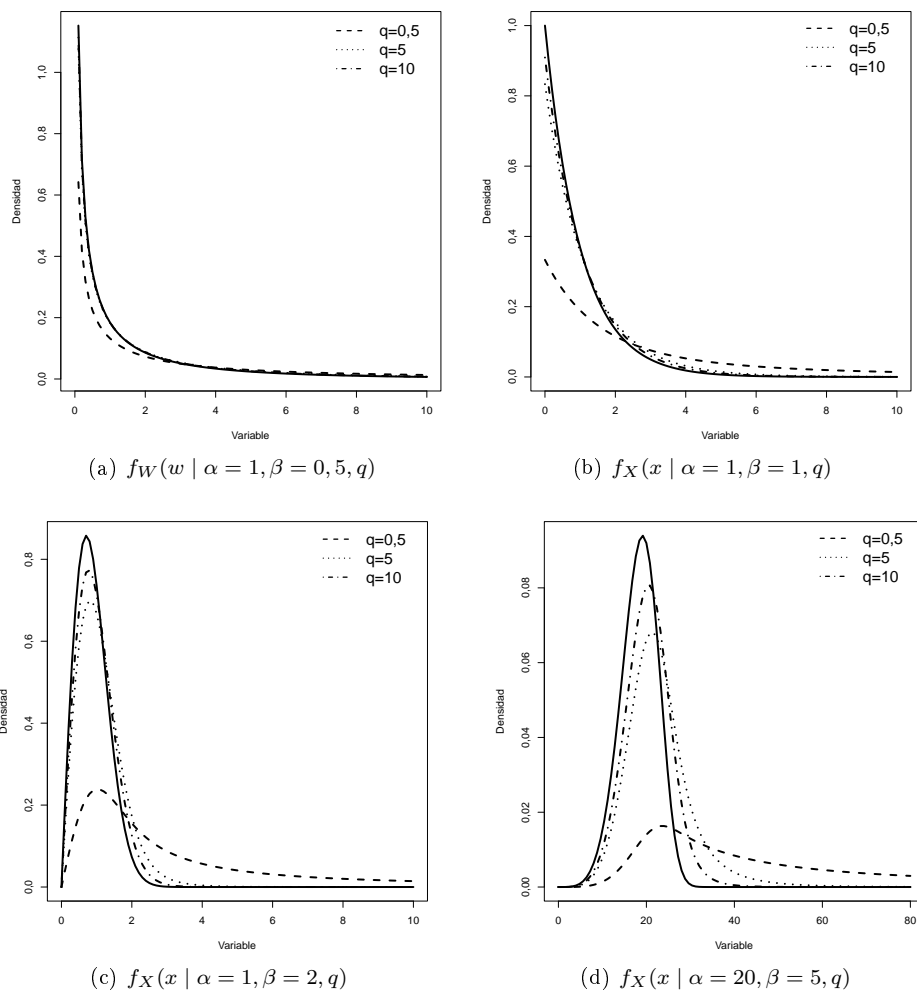 q=0,5
q=5
q=10
Densidad
0,0
0,2
0,4
0,6
0,8
1,0
0
2
4
6
8
10
Variable
(a) f_W(w | α = 1, β = 0, 5, q)
q=0,5
q=5
q=10
Densidad
0,0
0,2
0,4
0,6
0,8
1,0
0
2
4
6
8
10
Variable
(b) f_X(x | α = 1, β = 1, q)
q=0,5
q=5
q=10
Densidad
0,0
0,2
0,4
0,6
0,8
0
2
4
6
8
10
Variable
(c) f_X(x | α = 1, β = 2, q)
q=0,5
q=5
q=10
Densidad
0,00
0,02
0,04
0,06
0,08
0
20
40
60
80
Variable
(d) f_X(x | α = 20, β = 5, q)